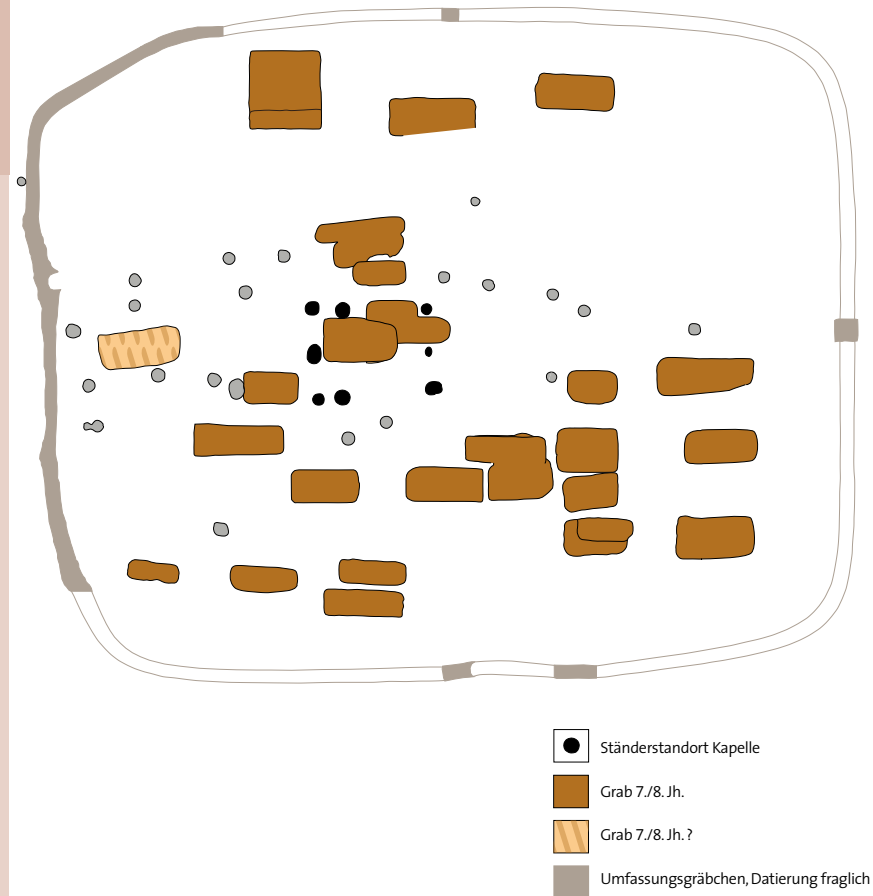 Ständerstandort Kapelle
Grab 7./8. Jh.
Grab 7./8. Jh. ?
Umfassungsgräbchen, Datierung fraglich